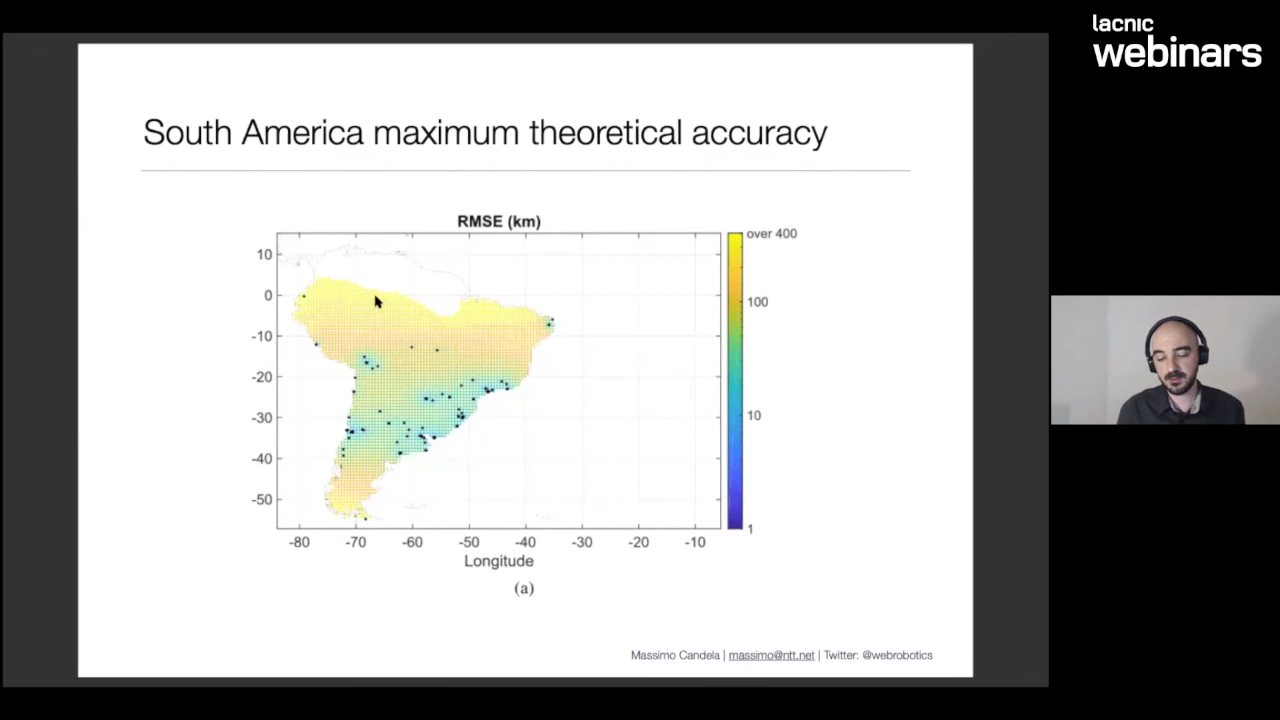 lacnic
webinars
South America maximum theoretical accuracy
RMSE (km)
10
0
-10
-20
-30
-40
-50
-80 -70 -60 -50 -40 -30 -20 -10
Longitude
over 400
100
10
1
(a)
Massimo Candela | massimo@ntt.net | Twitter: @webrobotics